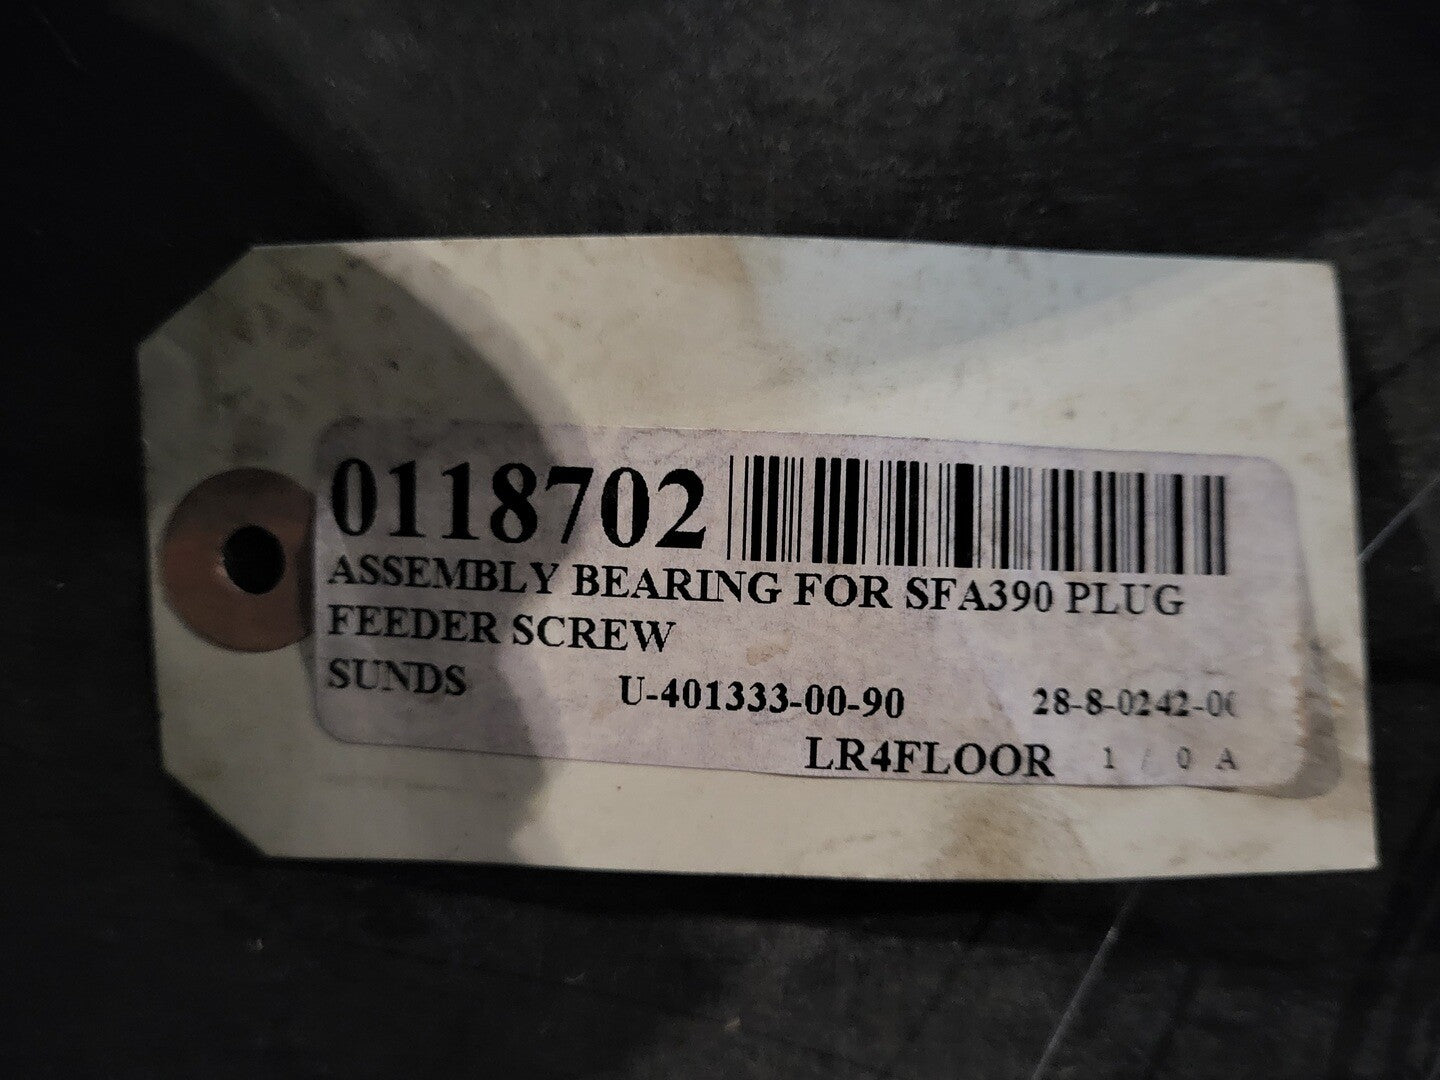 0118702
ASSEMBLY BEARING FOR SFA390 PLUG
FEEDER SCREW
SUNDS U-401333-00-90 28-8-0242-0
LR4FLOOR 1 / 0 A